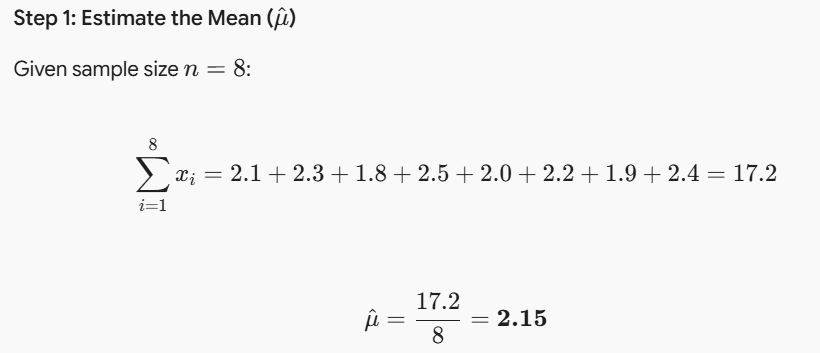 Step 1: Estimate the Mean (μ̂)
Given sample size n = 8:
8
∑ xᵢ = 2.1 + 2.3 + 1.8 + 2.5 + 2.0 + 2.2 + 1.9 + 2.4 = 17.2
i=1
17.2
μ̂ = —— = 2.15
8